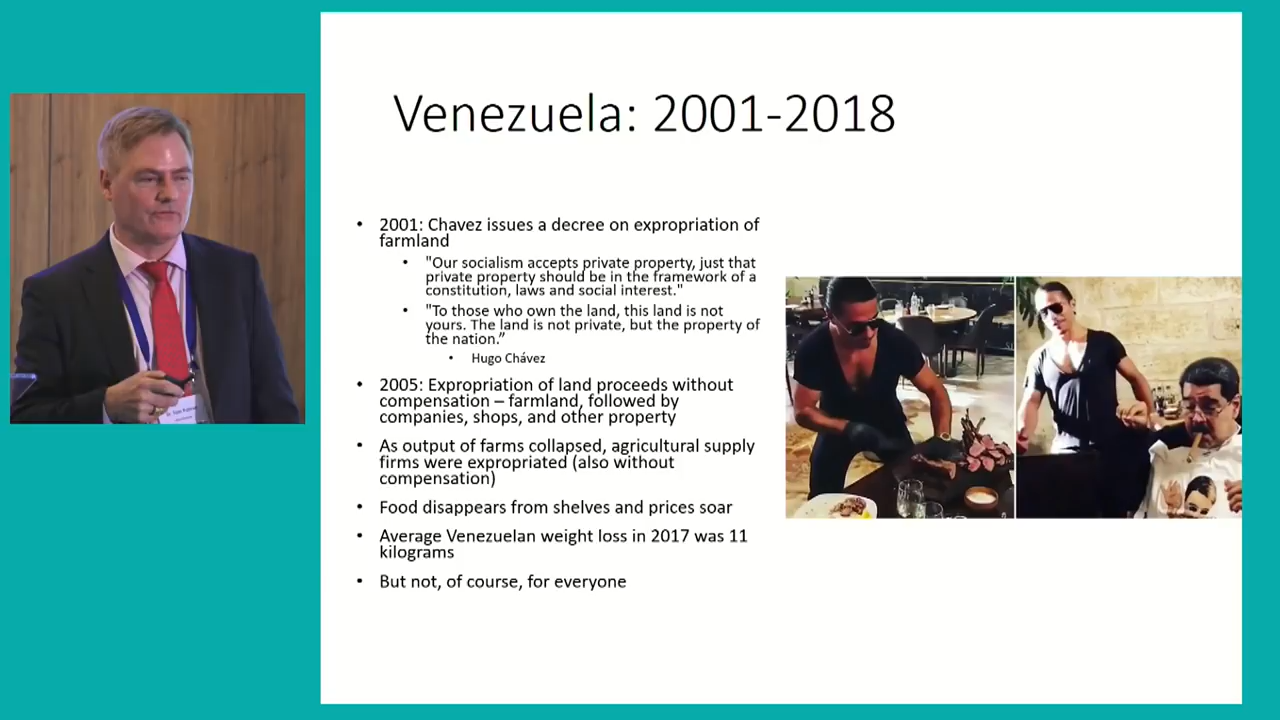 Venezuela: 2001-2018
• 2001: Chavez issues a decree on expropriation of
farmland
• "Our socialism accepts private property, just that
private property should be in the framework of a
constitution, laws and social interest."
• "To those who own the land, this land is not
yours. The land is not private, but the property of
the nation.”
• Hugo Chávez
• 2005: Expropriation of land proceeds without
compensation – farmland, followed by
companies, shops, and other property
• As output of farms collapsed, agricultural supply
firms were expropriated (also without
compensation)
• Food disappears from shelves and prices soar
• Average Venezuelan weight loss in 2017 was 11
kilograms
• But not, of course, for everyone